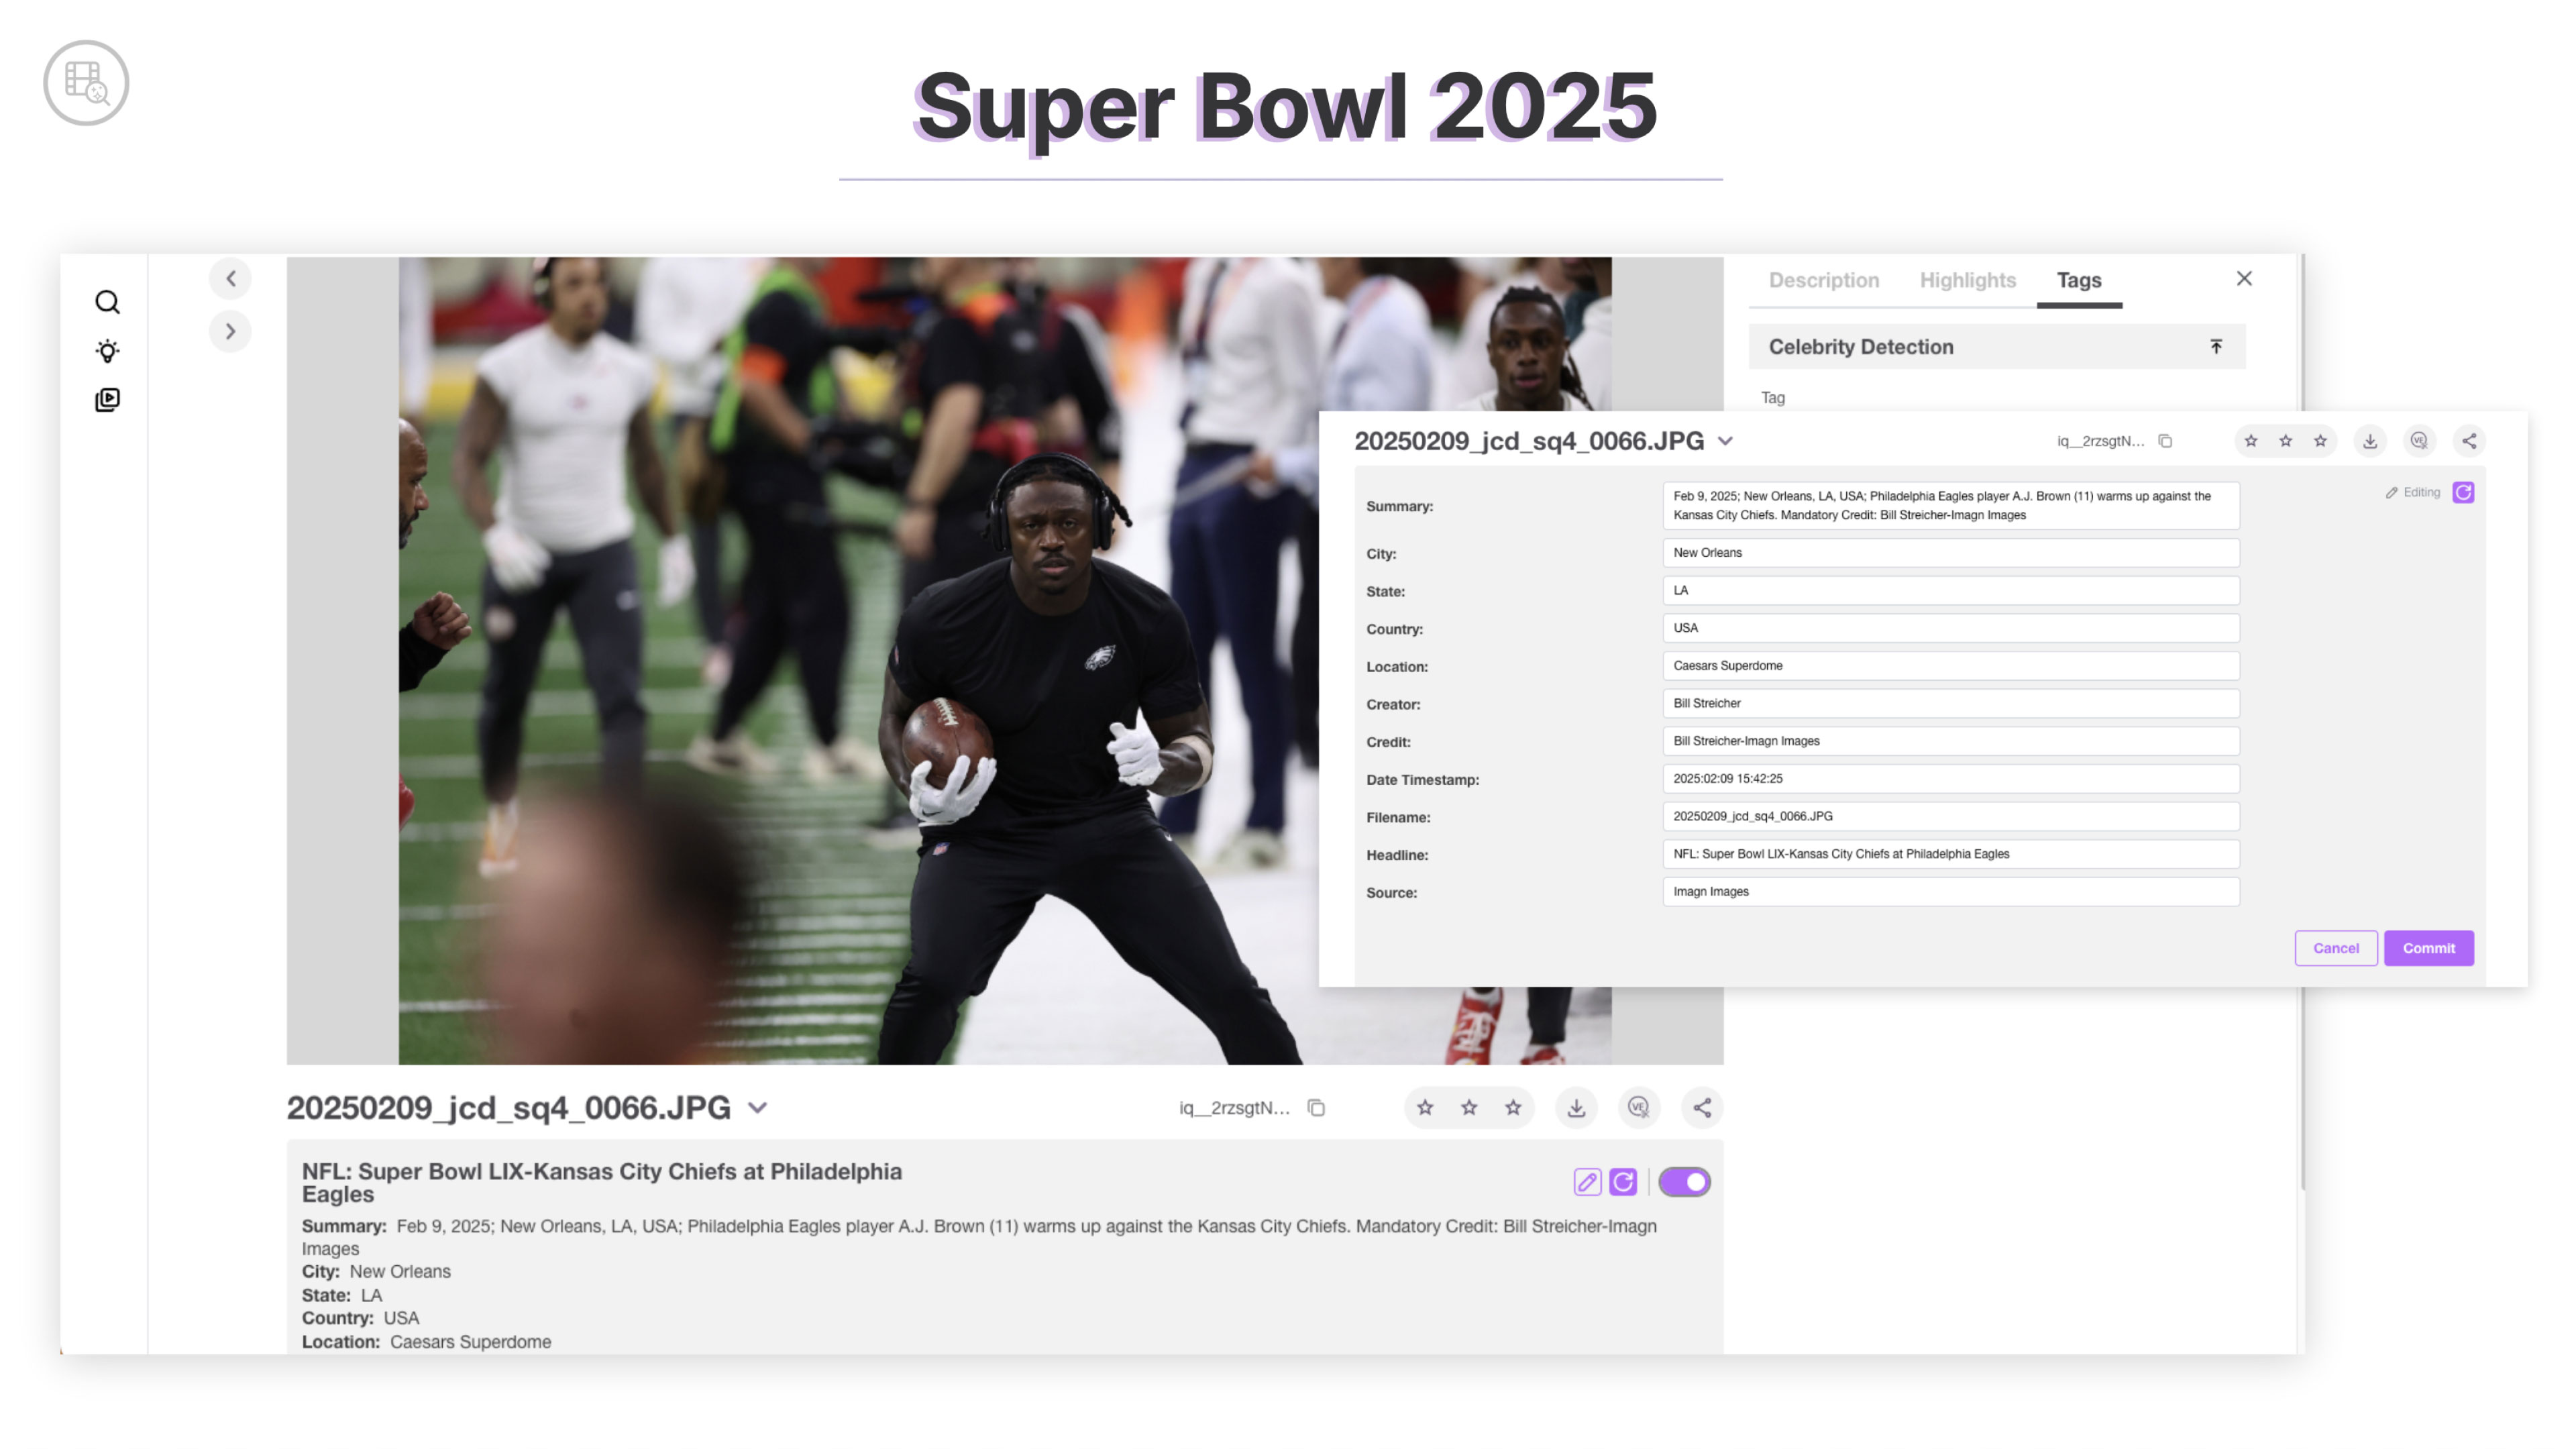 Super Bowl 2025
Description Highlights Tags
Celebrity Detection
Tag
20250209_jcd_sq4_0066.JPG iq__2rzsgtN...
Summary: Feb 9, 2025; New Orleans, LA, USA; Philadelphia Eagles player A.J. Brown (11) warms up against the
Kansas City Chiefs. Mandatory Credit: Bill Streicher-Imagn Images
Editing
City: New Orleans
State: LA
Country: USA
Location: Caesars Superdome
Creator: Bill Streicher
Credit: Bill Streicher-Imagn Images
Date Timestamp: 2025:02:09 15:42:25
Filename: 20250209_jcd_sq4_0066.JPG
Headline: NFL: Super Bowl LIX-Kansas City Chiefs at Philadelphia Eagles
Source: Imagn Images
Cancel Commit
20250209_jcd_sq4_0066.JPG iq__2rzsgtN... VE
NFL: Super Bowl LIX-Kansas City Chiefs at Philadelphia
Eagles
Summary: Feb 9, 2025; New Orleans, LA, USA; Philadelphia Eagles player A.J. Brown (11) warms up against the Kansas City Chiefs. Mandatory Credit: Bill Streicher-Imagn
Images
City: New Orleans
State: LA
Country: USA
Location: Caesars Superdome